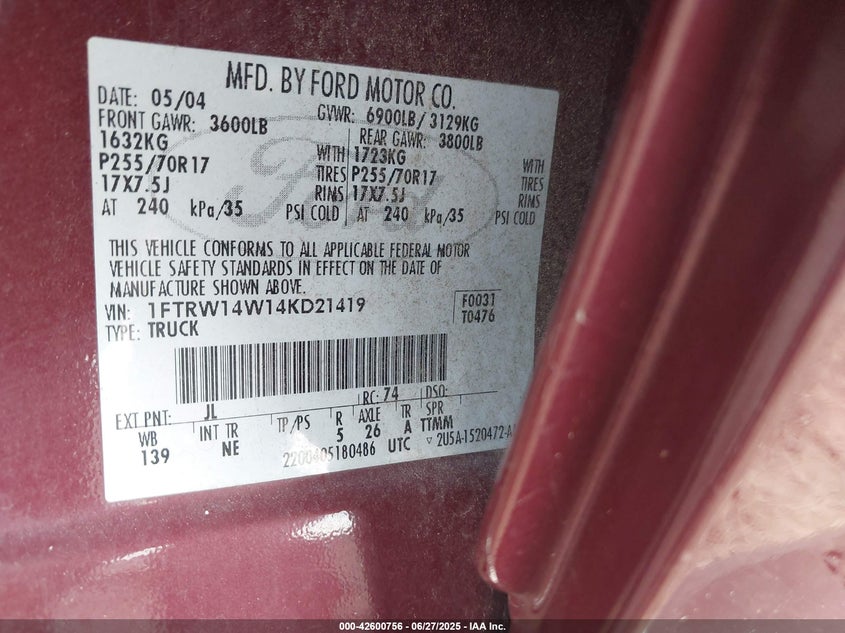 MFD. BY FORD MOTOR CO.
DATE: 05/04 GVWR: 6900LB / 3129KG
FRONT GAWR: 3600LB REAR GAWR: 3800LB
1632KG WITH 1723KG WITH
P255/70R17 TIRES P255/70R17 TIRES
17X7.5J RIMS 17X7.5J RIMS
AT 240 kPa/35 PSI COLD AT 240 kPa/35 PSI COLD
Ford
THIS VEHICLE CONFORMS TO ALL APPLICABLE FEDERAL MOTOR
VEHICLE SAFETY STANDARDS IN EFFECT ON THE DATE OF
MANUFACTURE SHOWN ABOVE.
VIN: 1FTRW14W14KD21419 F0031
TYPE: TRUCK T0476
EXT PNT: JL RC: 74 DSO:
WB INT TR TP/PS R AXLE TR SPR
139 NE 5 26 A TTMM
2200405180486 UTC ▽ 2U5A-1520472-A
000-42600756 - 06/27/2025 - IAA Inc.